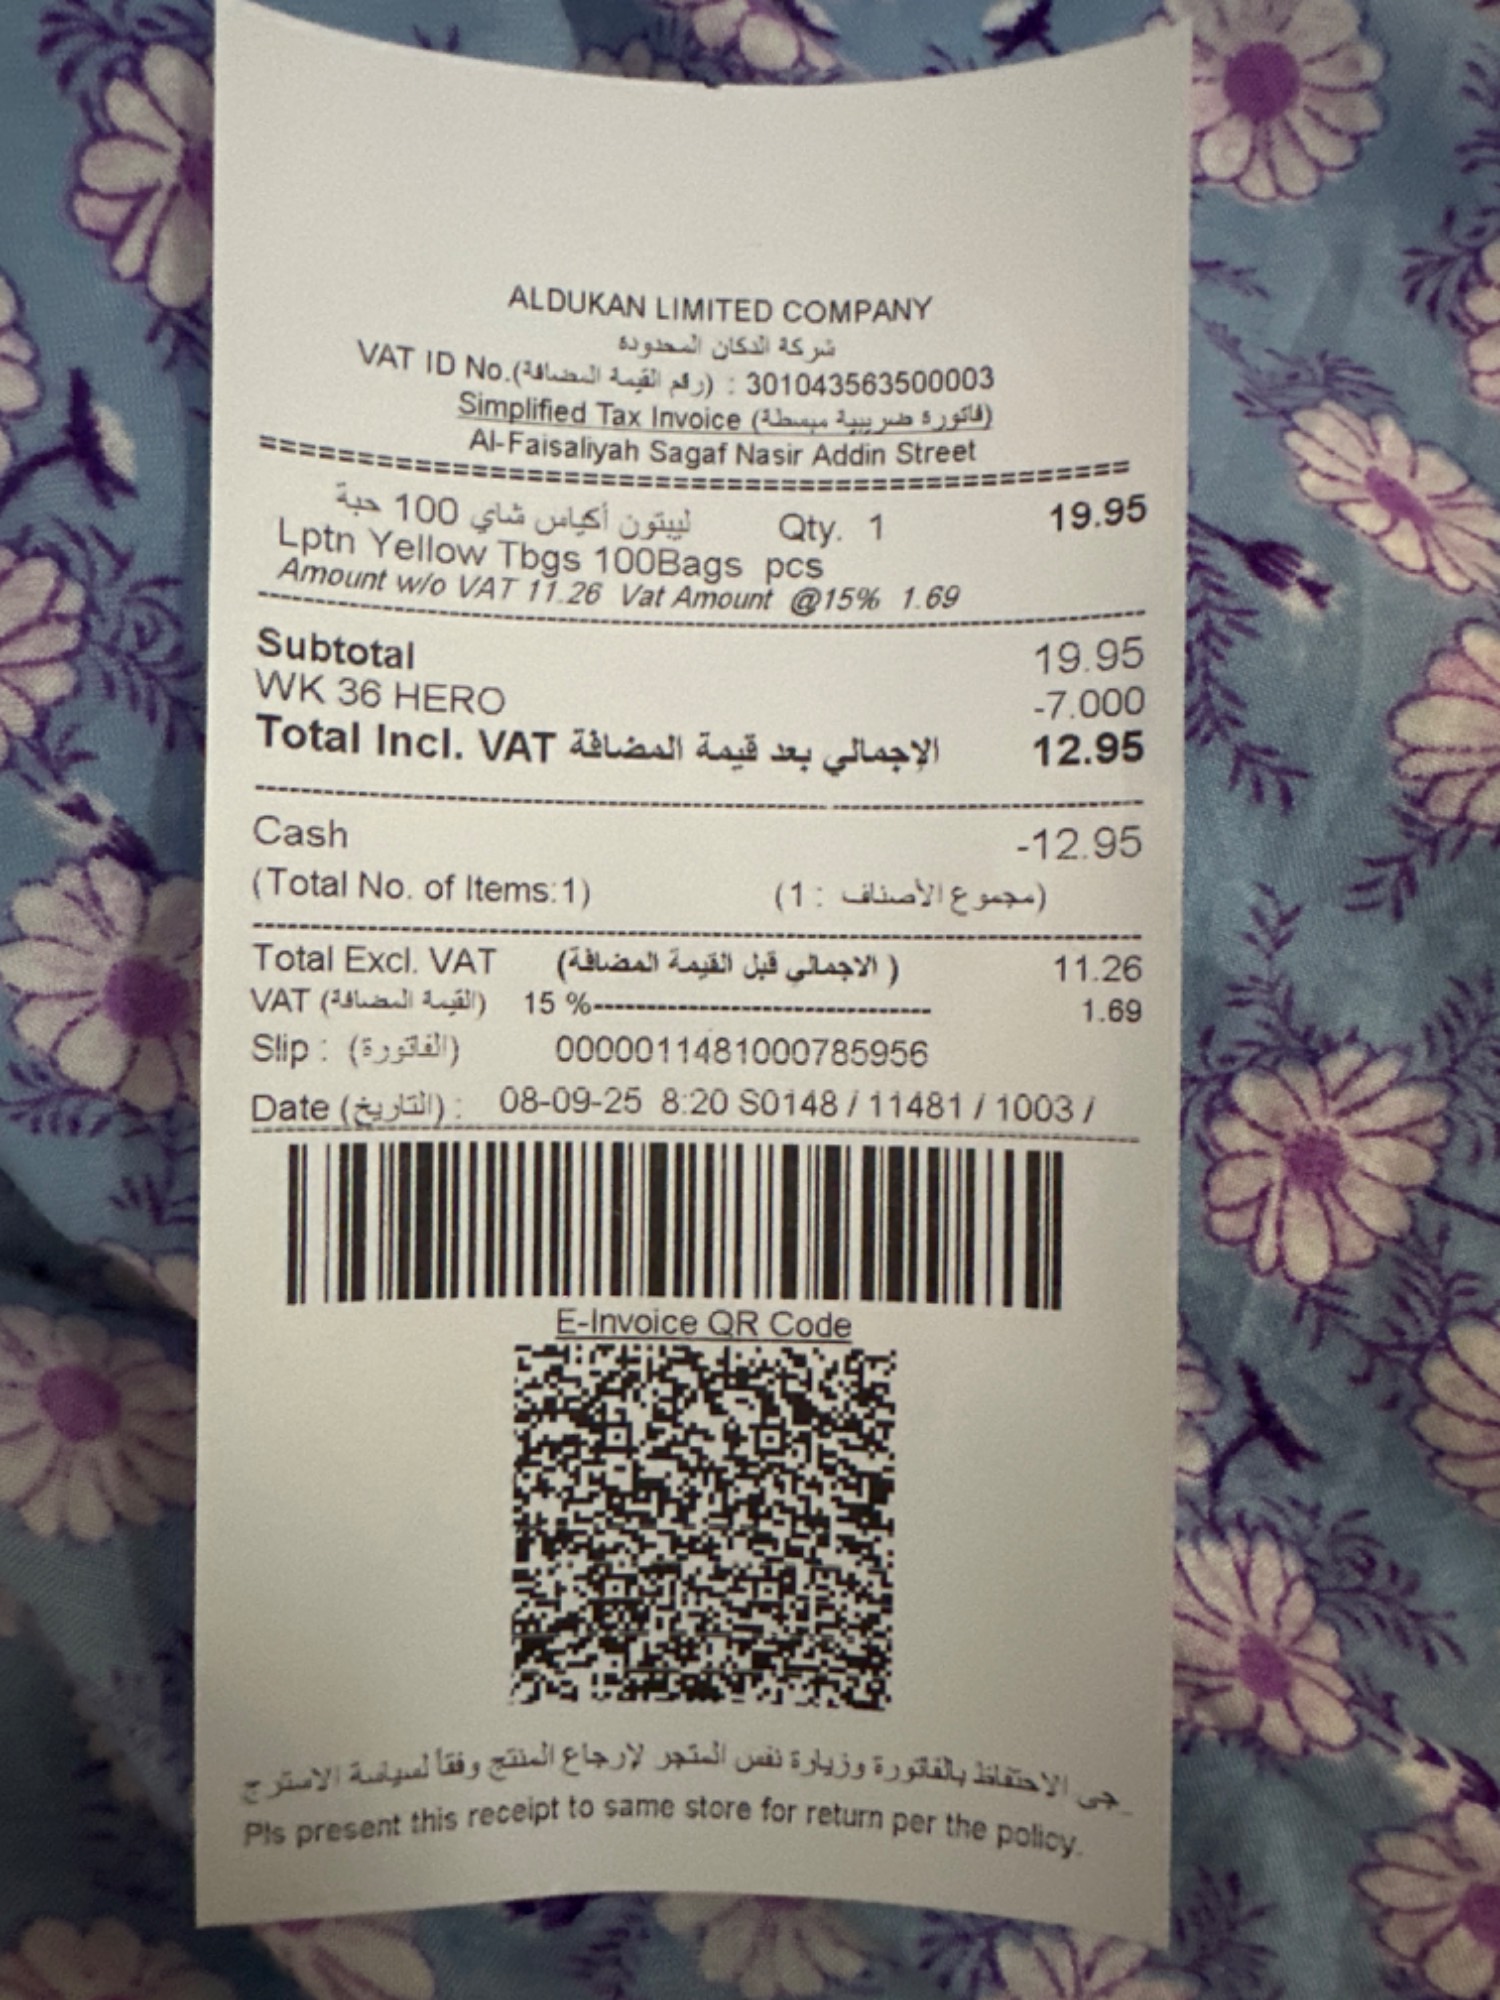 ALDUKAN LIMITED COMPANY
شركة الدكان المحدوده
VAT ID No.(رقم القيمة المضافة) : 301043563500003
Simplified Tax Invoice (فاتورة ضريبية مبسطة)
Al-Faisaliyah Sagaf Nasir Addin Street
ليبتون أكياس شاي 100 حبة Qty. 1 19.95
Lptn Yellow Tbgs 100Bags pcs
Amount w/o VAT 11.26 Vat Amount @15% 1.69
Subtotal 19.95
WK 36 HERO -7.000
Total Incl. VAT الإجمالي بعد قيمة المضافة 12.95
Cash -12.95
(Total No. of Items:1) (مجموع الأصناف : 1)
Total Excl. VAT (الاجمالي قبل القيمة المضافة ) 11.26
VAT (القيمة المضافة) 15 %------------------------------ 1.69
Slip : (الفاتورة) 0000011481000785956
Date (التاريخ) : 08-09-25 8:20 S0148 / 11481 / 1003 /
E-Invoice QR Code
جى الاحتفاظ بالفاتورة وزيارة نفس المتجر لإرجاع المنتج وفقاً لسياسة الاسترج
Pls present this receipt to same store for return per the policy.